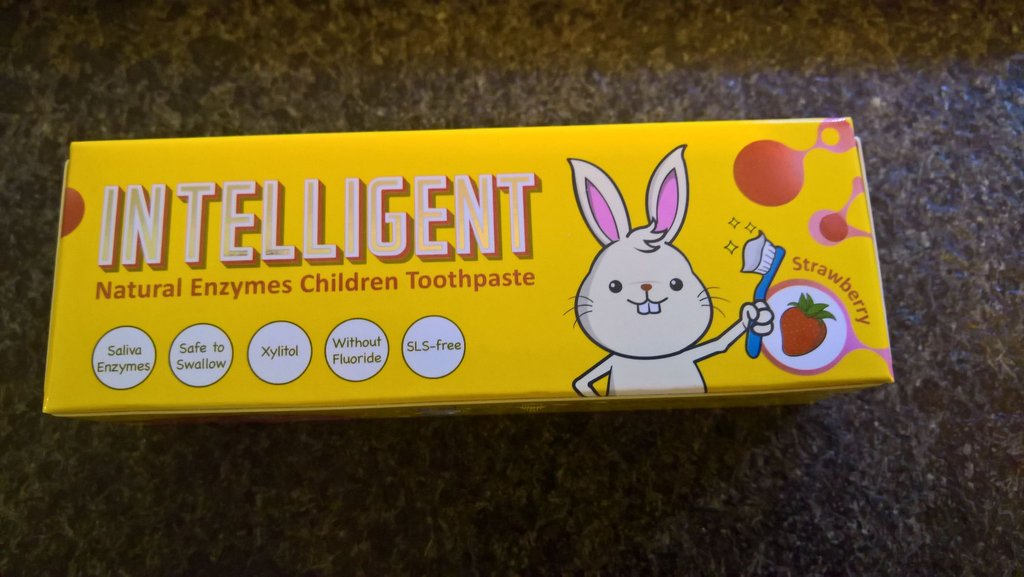 INTELLIGENT
Natural Enzymes Children Toothpaste
Saliva
Enzymes
Safe to
Swallow
Xylitol
Without
Fluoride
SLS-free
Strawberry